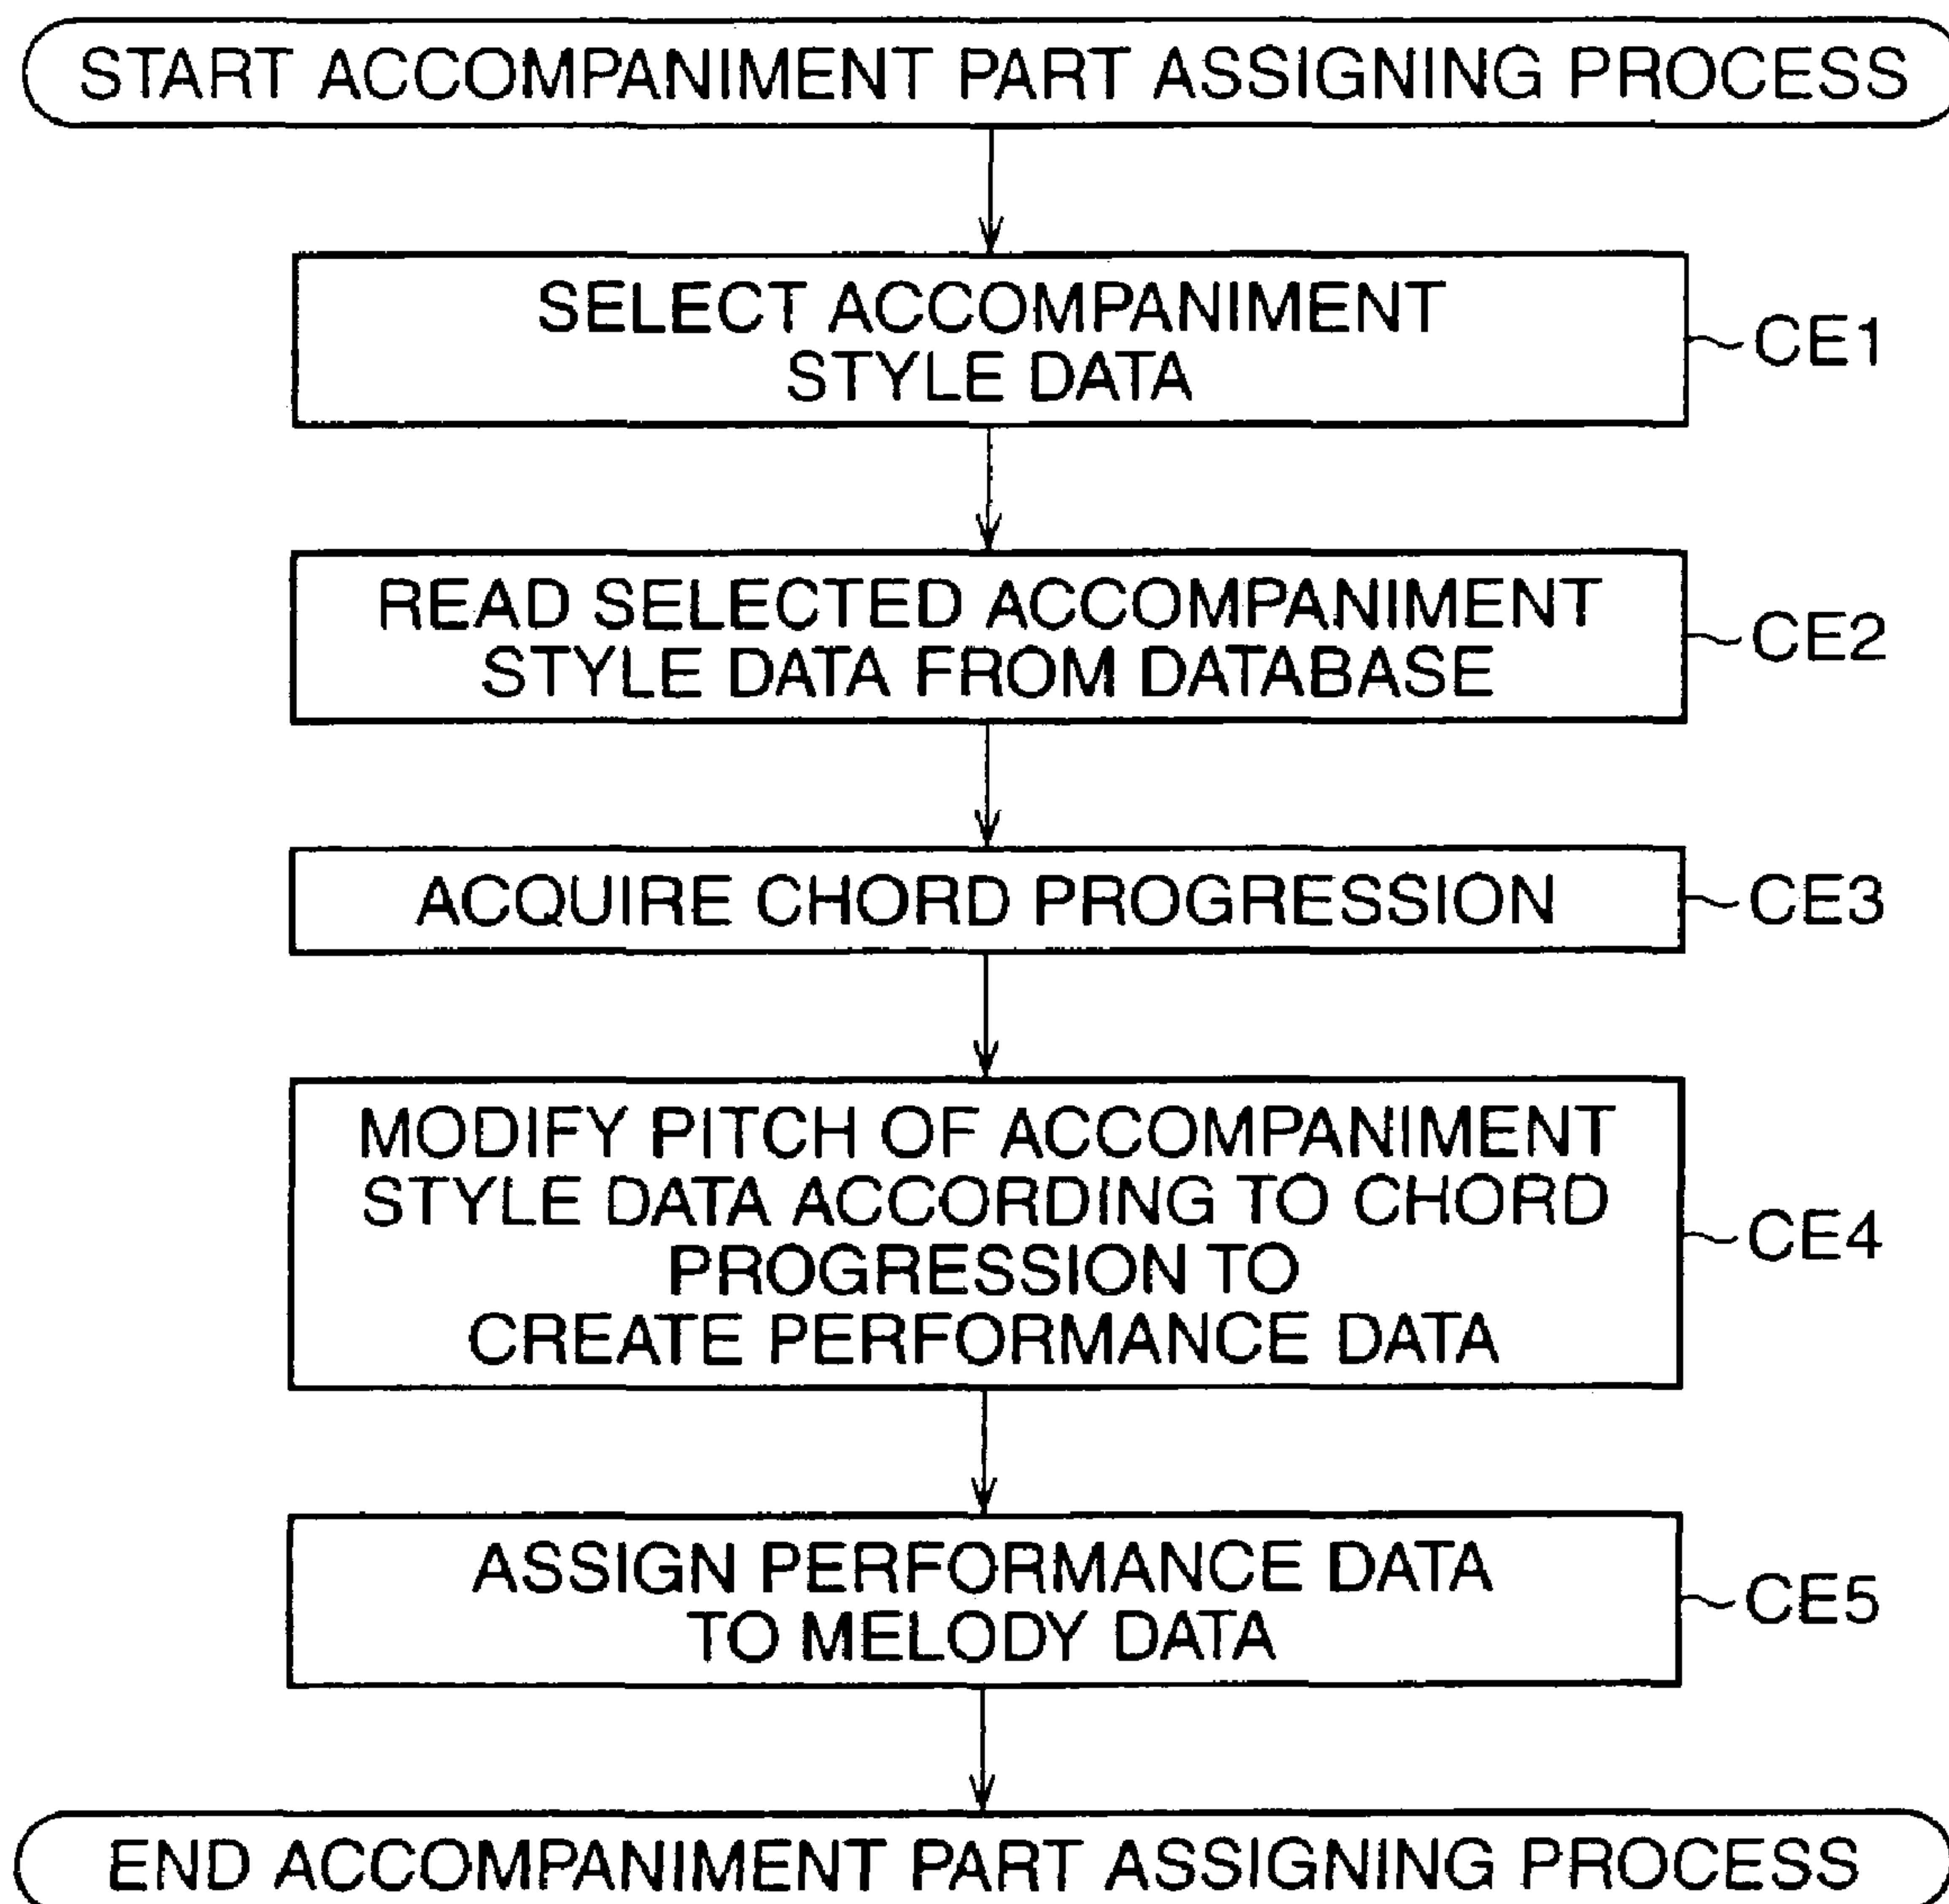 START ACCOMPANIMENT PART ASSIGNING PROCESS
SELECT ACCOMPANIMENT
STYLE DATA
CE1
READ SELECTED ACCOMPANIMENT
STYLE DATA FROM DATABASE
CE2
ACQUIRE CHORD PROGRESSION
CE3
MODIFY PITCH OF ACCOMPANIMENT
STYLE DATA ACCORDING TO CHORD
PROGRESSION TO
CREATE PERFORMANCE DATA
CE4
ASSIGN PERFORMANCE DATA
TO MELODY DATA
CE5
END ACCOMPANIMENT PART ASSIGNING PROCESS